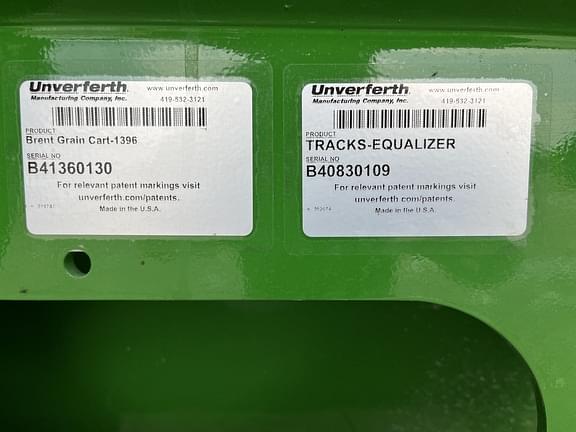 Unverferth www.unverferth.com
Manufacturing Company, Inc. 419-532-3121
PRODUCT
Brent Grain Cart-1396
SERIAL NO
B41360130
For relevant patent markings visit
unverferth.com/patents.
Made in the U.S.A.
Unverferth www.unverferth.com
Manufacturing Company, Inc. 419-532-3121
PRODUCT
TRACKS-EQUALIZER
SERIAL NO
B40830109
For relevant patent markings visit
unverferth.com/patents.
Made in the U.S.A.